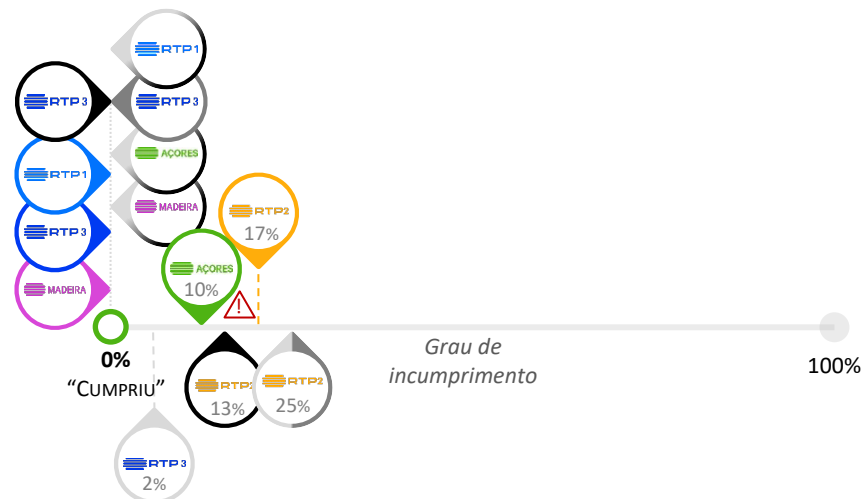 RTP1
RTP3
RTP3
AÇORES
RTP1
MADEIRA
RTP2
17%
RTP3
AÇORES
10%
MADEIRA
!
0%
"CUMPRIU"
Grau de
incumprimento
100%
RTP2
13%
RTP2
25%
RTP3
2%